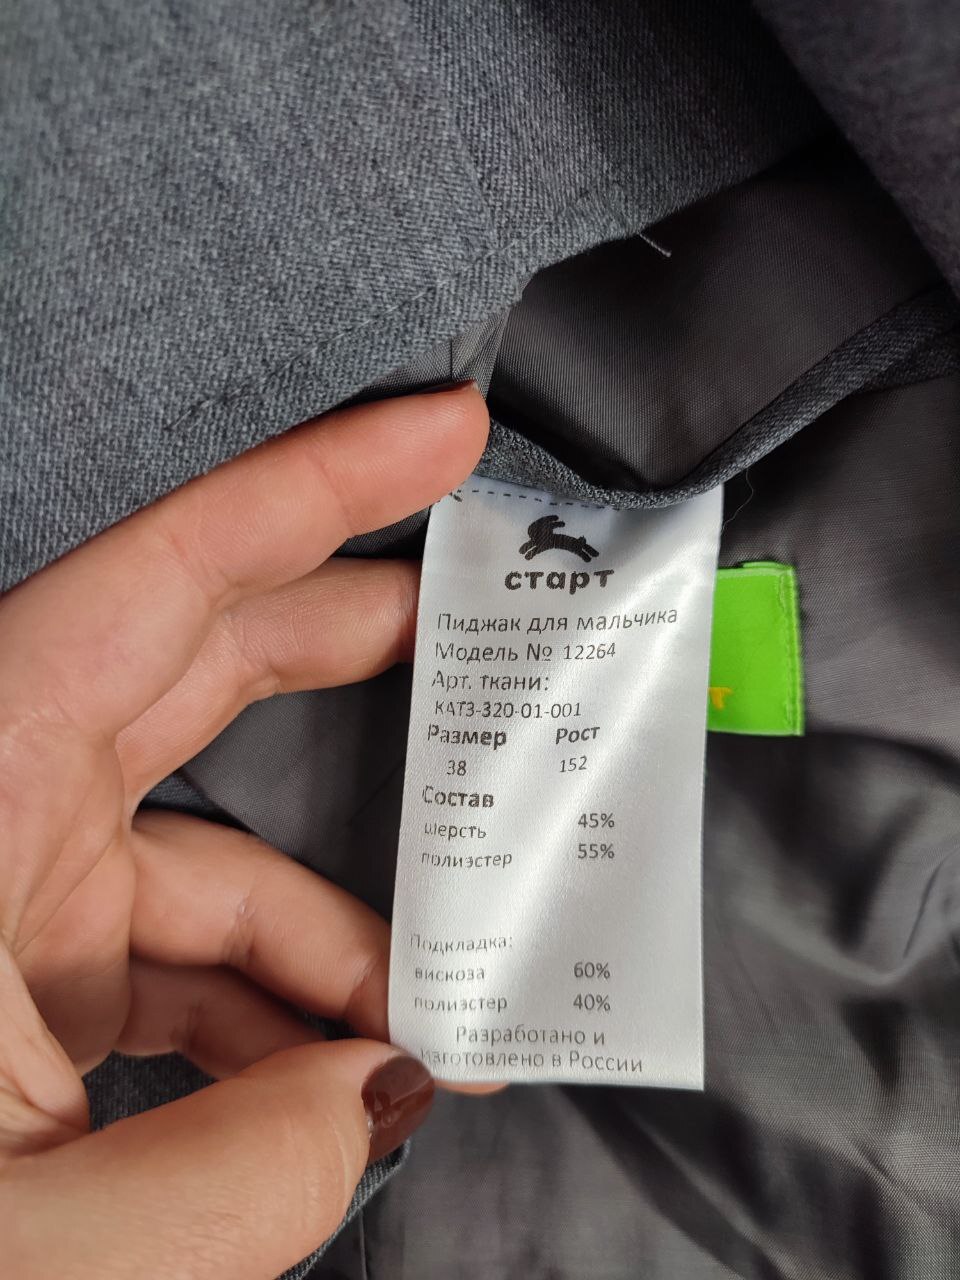 старт
Пиджак для мальчика
Модель № 12264
Арт. ткани:
КАТЗ-320-01-001
Размер Рост
38 152
Состав
шерсть 45%
полиэстер 55%
Подкладка:
вискоза 60%
полиэстер 40%
Разработано и
изготовлено в России
т